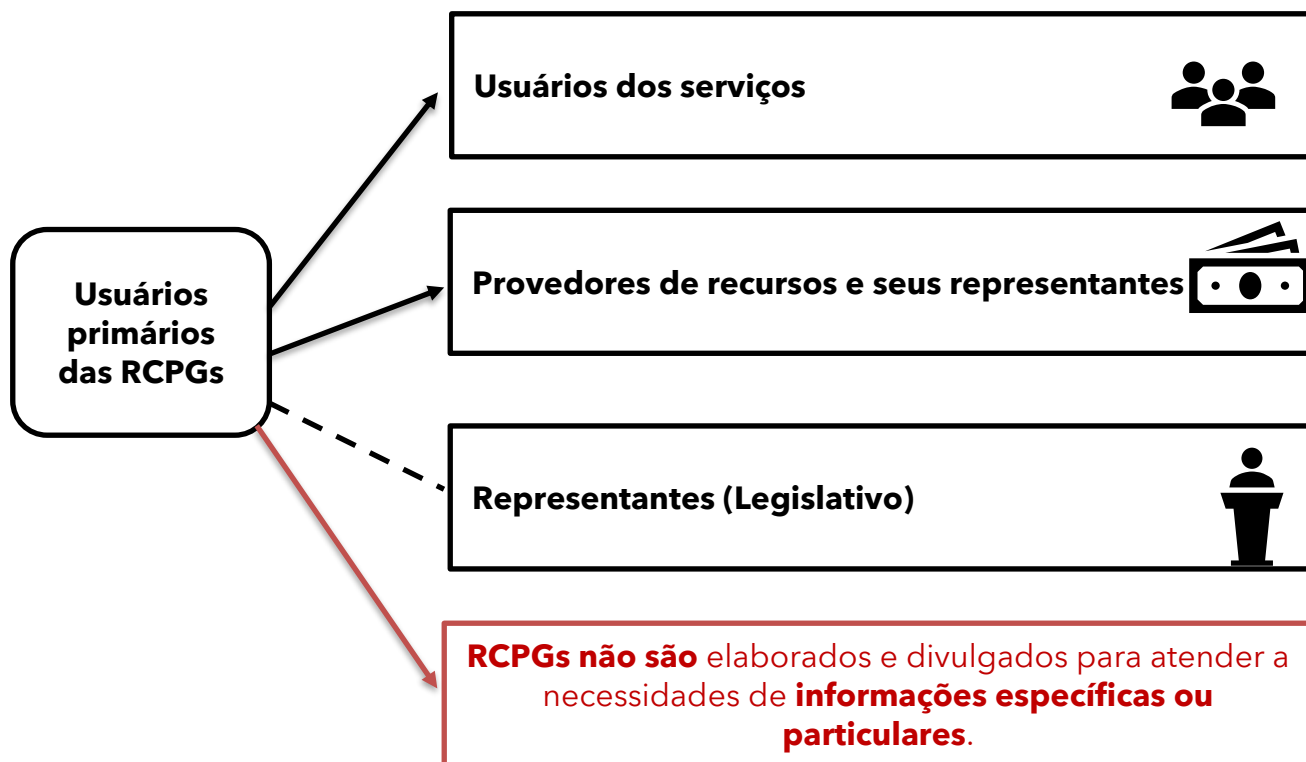 Usuários dos serviços
Provedores de recursos e seus representantes
Usuários
primários
das RCPGs
Representantes (Legislativo)
RCPGs não são elaborados e divulgados para atender a
necessidades de informações específicas ou
particulares.